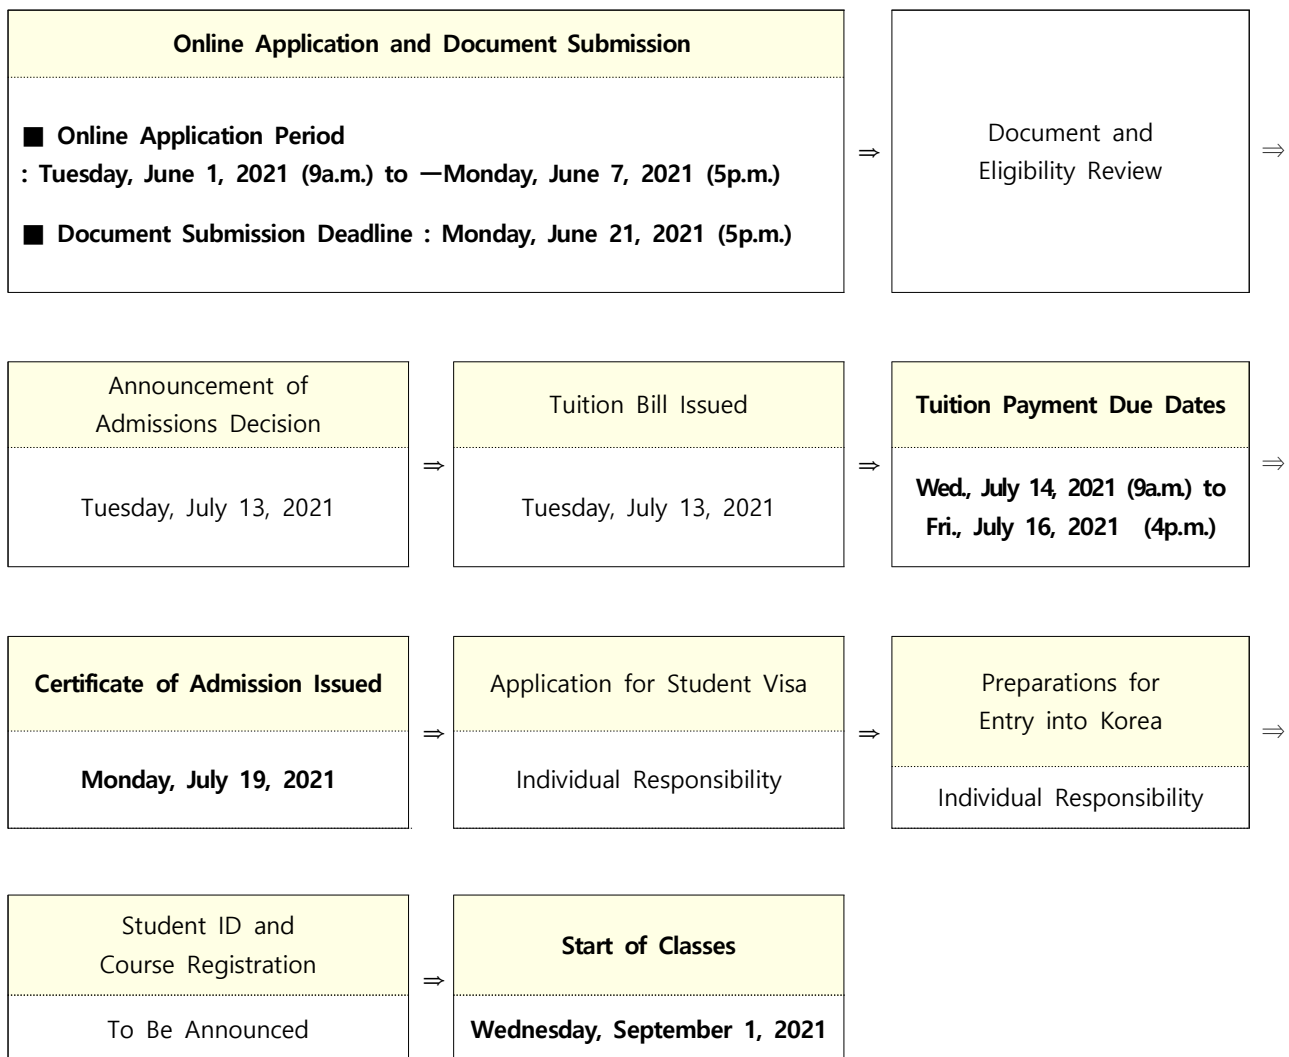 Online Application and Document Submission
■ Online Application Period
: Tuesday, June 1, 2021 (9a.m.) to ㅡMonday, June 7, 2021 (5p.m.)
■ Document Submission Deadline : Monday, June 21, 2021 (5p.m.)
⇒
Document and
Eligibility Review
⇒
Announcement of
Admissions Decision
Tuesday, July 13, 2021
⇒
Tuition Bill Issued
Tuesday, July 13, 2021
⇒
Tuition Payment Due Dates
Wed., July 14, 2021 (9a.m.) to
Fri., July 16, 2021 (4p.m.)
⇒
Certificate of Admission Issued
Monday, July 19, 2021
⇒
Application for Student Visa
Individual Responsibility
⇒
Preparations for
Entry into Korea
Individual Responsibility
⇒
Student ID and
Course Registration
To Be Announced
⇒
Start of Classes
Wednesday, September 1, 2021